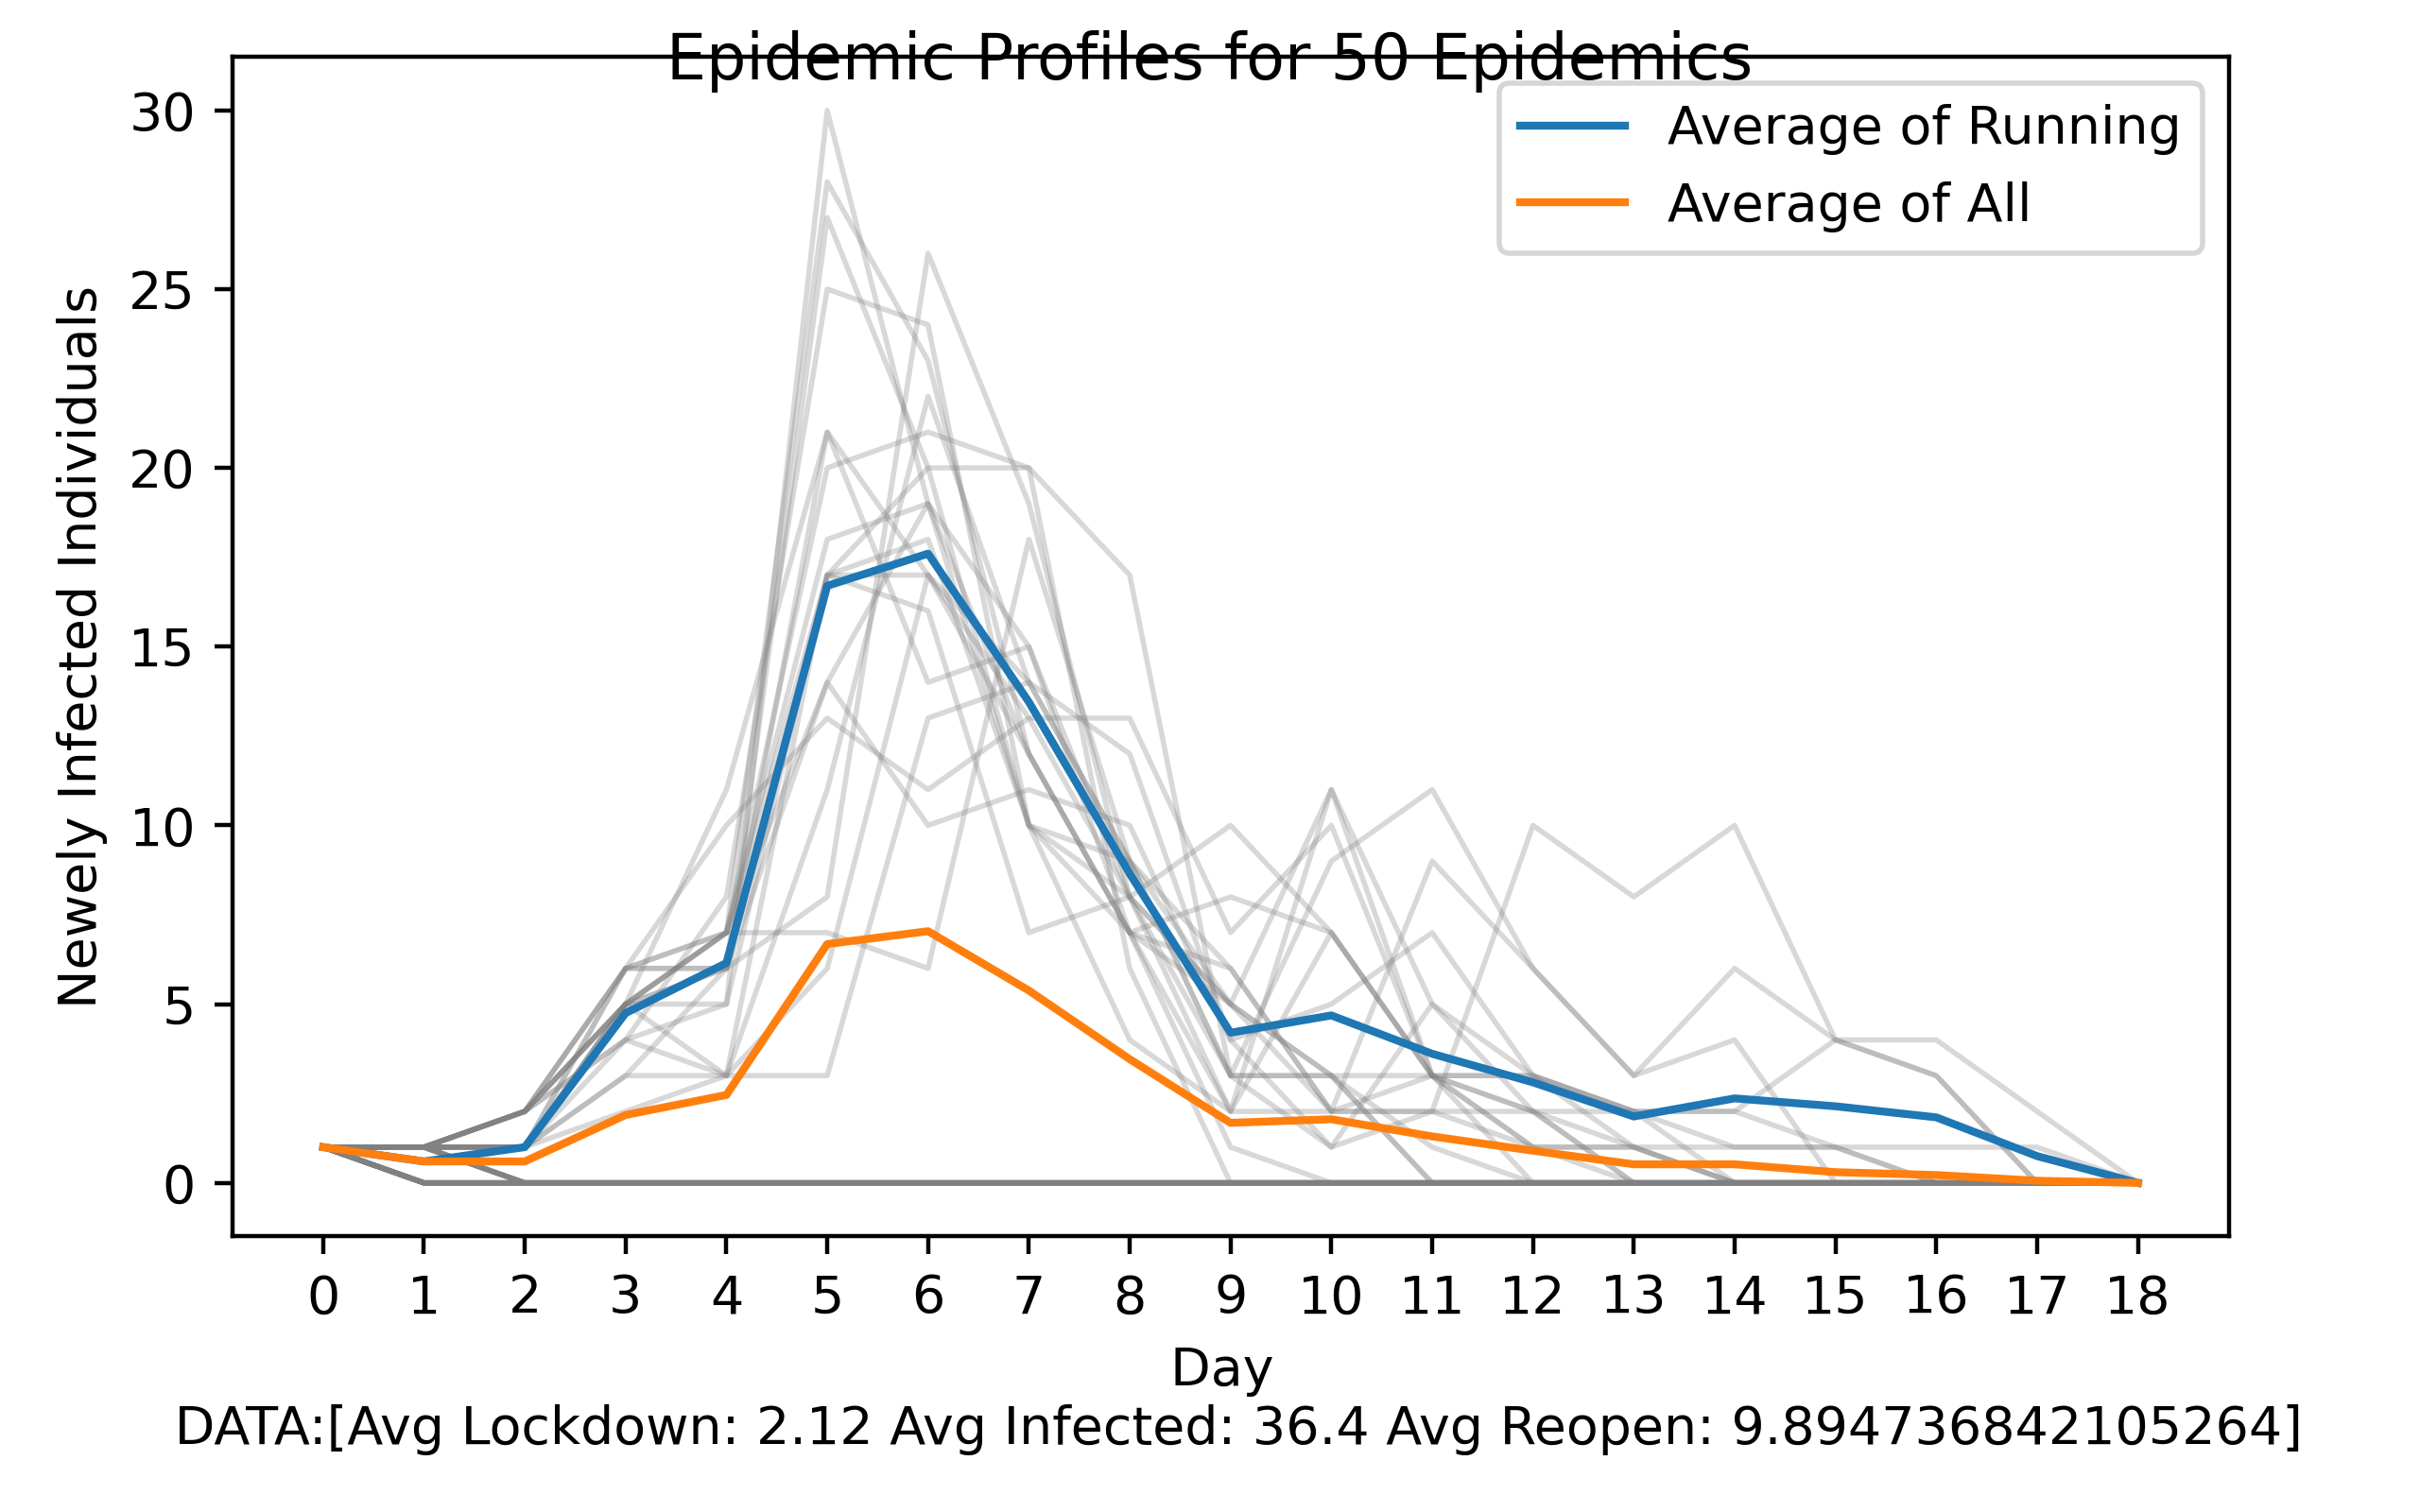 Epidemic Profiles for 50 Epidemics
Average of Running
Average of All
30
25
20
15
10
5
0
Newely Infected Individuals
0 1 2 3 4 5 6 7 8 9 10 11 12 13 14 15 16 17 18
Day
DATA:[Avg Lockdown: 2.12 Avg Infected: 36.4 Avg Reopen: 9.894736842105264]